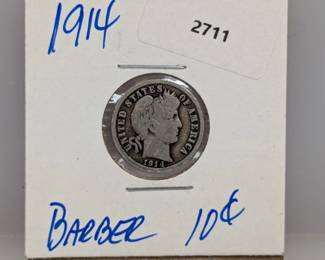 1914
2711
UNITED STATES OF AMERICA
1914
BARBER 10¢